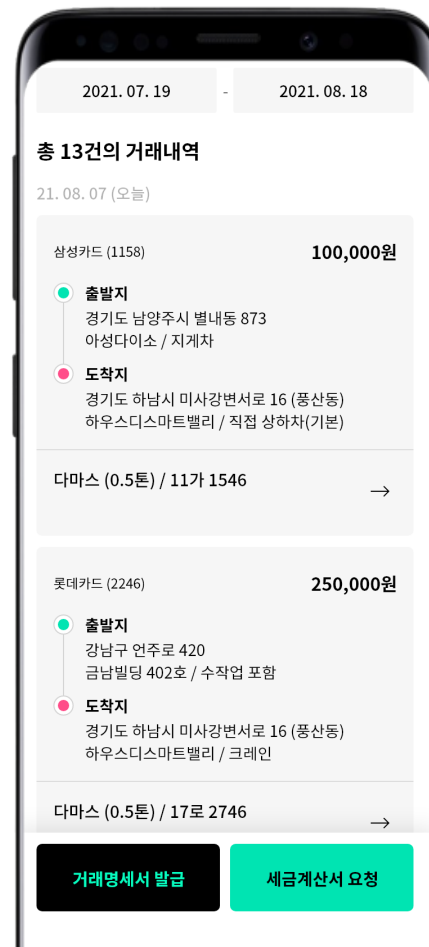 2021. 07. 19 - 2021. 08. 18
총 13건의 거래내역
21. 08. 07 (오늘)
삼성카드 (1158) 100,000원
출발지
경기도 남양주시 별내동 873
아성다이소 / 지게차
도착지
경기도 하남시 미사강변서로 16 (풍산동)
하우스디스마트밸리 / 직접 상하차(기본)
다마스 (0.5톤) / 11가 1546
롯데카드 (2246) 250,000원
출발지
강남구 언주로 420
금남빌딩 402호 / 수작업 포함
도착지
경기도 하남시 미사강변서로 16 (풍산동)
하우스디스마트밸리 / 크레인
다마스 (0.5톤) / 17로 2746
거래명세서 발급 세금계산서 요청